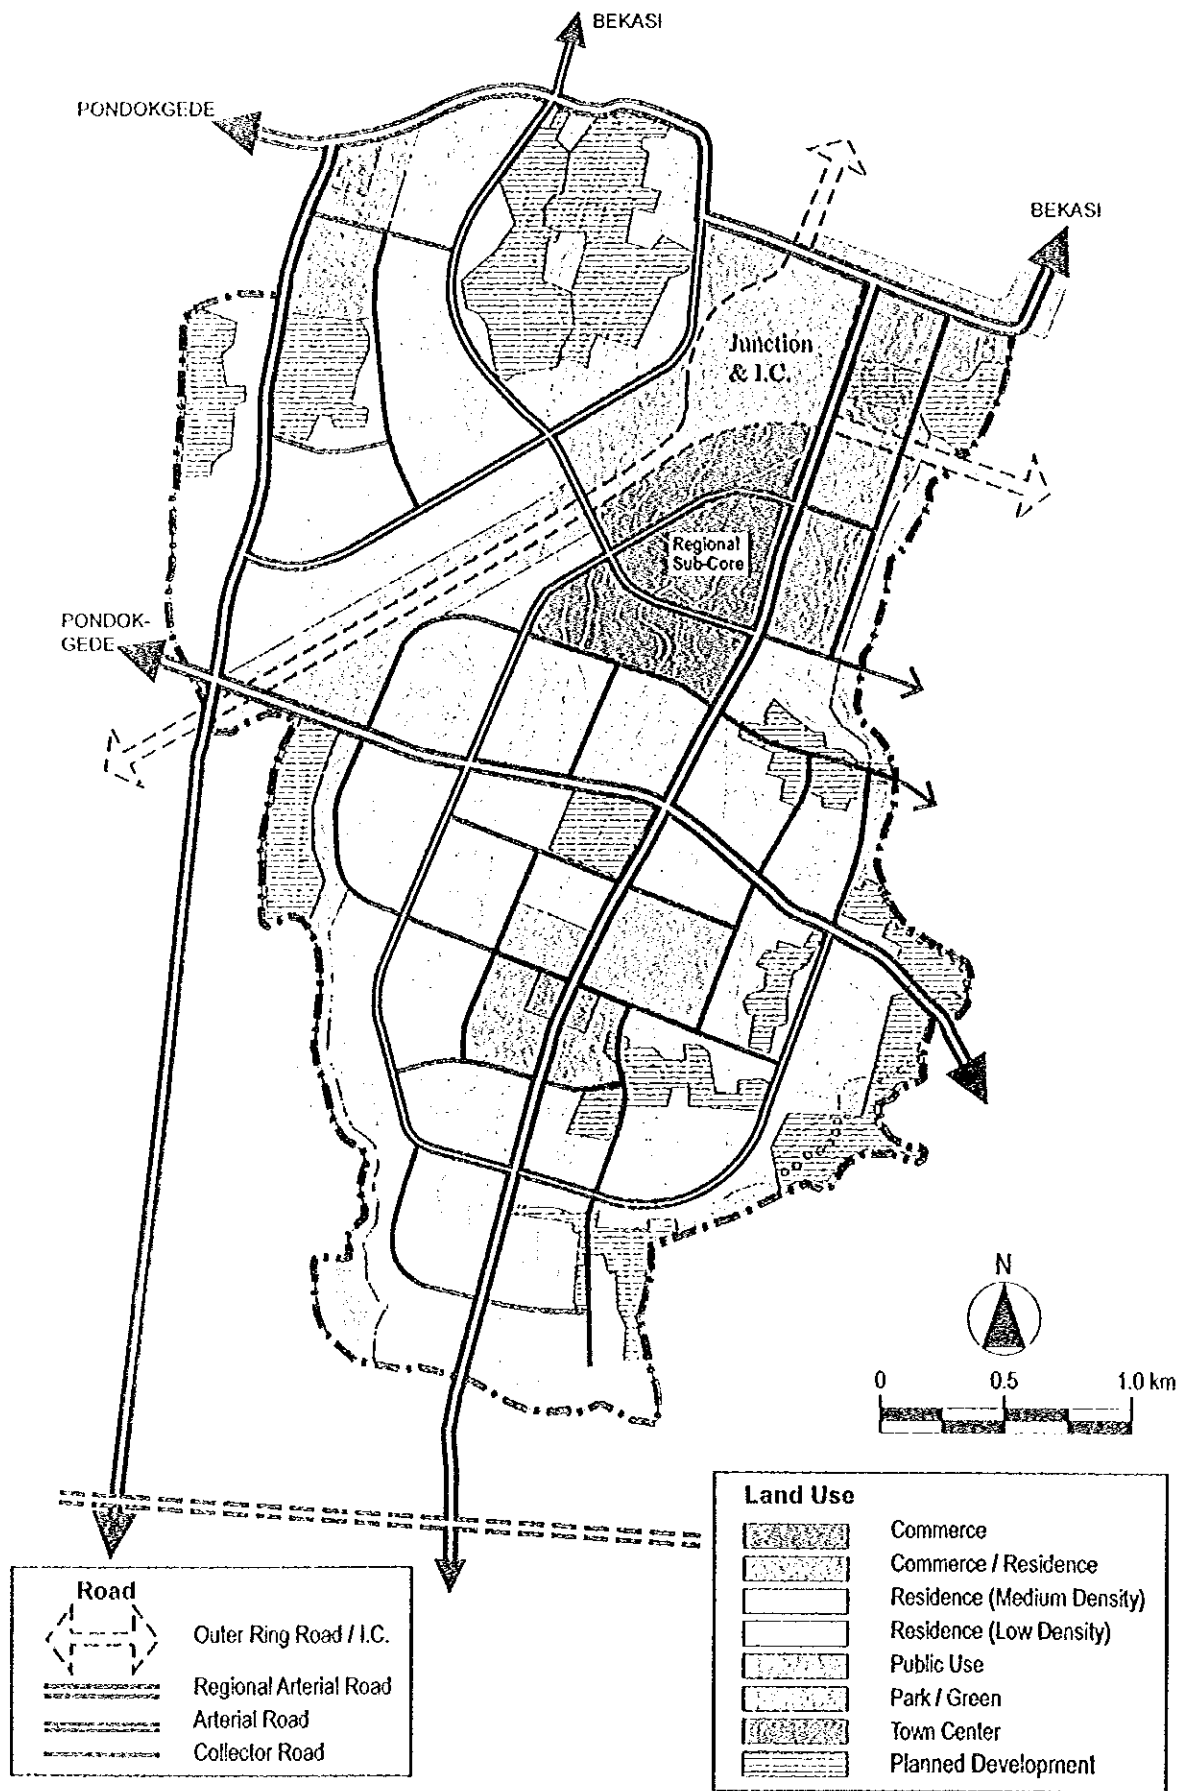 BEKASI
PONDOKGEDE
BEKASI
Junction
& I.C.
Regional
Sub-Core
PONDOK-
GEDE
N
0 0.5 1.0 km
Land Use
Commerce
Commerce / Residence
Residence (Medium Density)
Residence (Low Density)
Public Use
Park / Green
Town Center
Planned Development
Road
Outer Ring Road / I.C.
Regional Arterial Road
Arterial Road
Collector Road